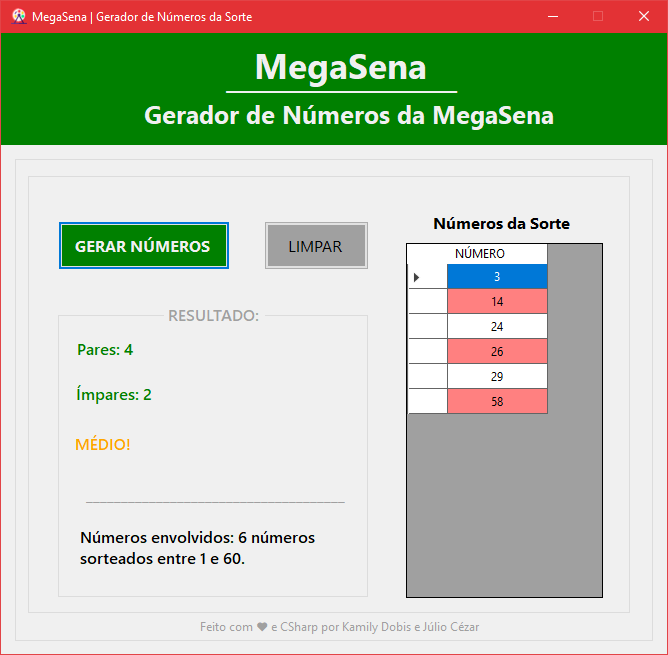 MegaSena | Gerador de Números da Sorte
MegaSena
Gerador de Números da MegaSena
GERAR NÚMEROS
LIMPAR
RESULTADO:
Pares: 4
Ímpares: 2
MÉDIO!
Números envolvidos: 6 números
sorteados entre 1 e 60.
Números da Sorte
NÚMERO
3
14
24
26
29
58
Feito com ❤ e CSharp por Kamily Dobis e Júlio Cézar